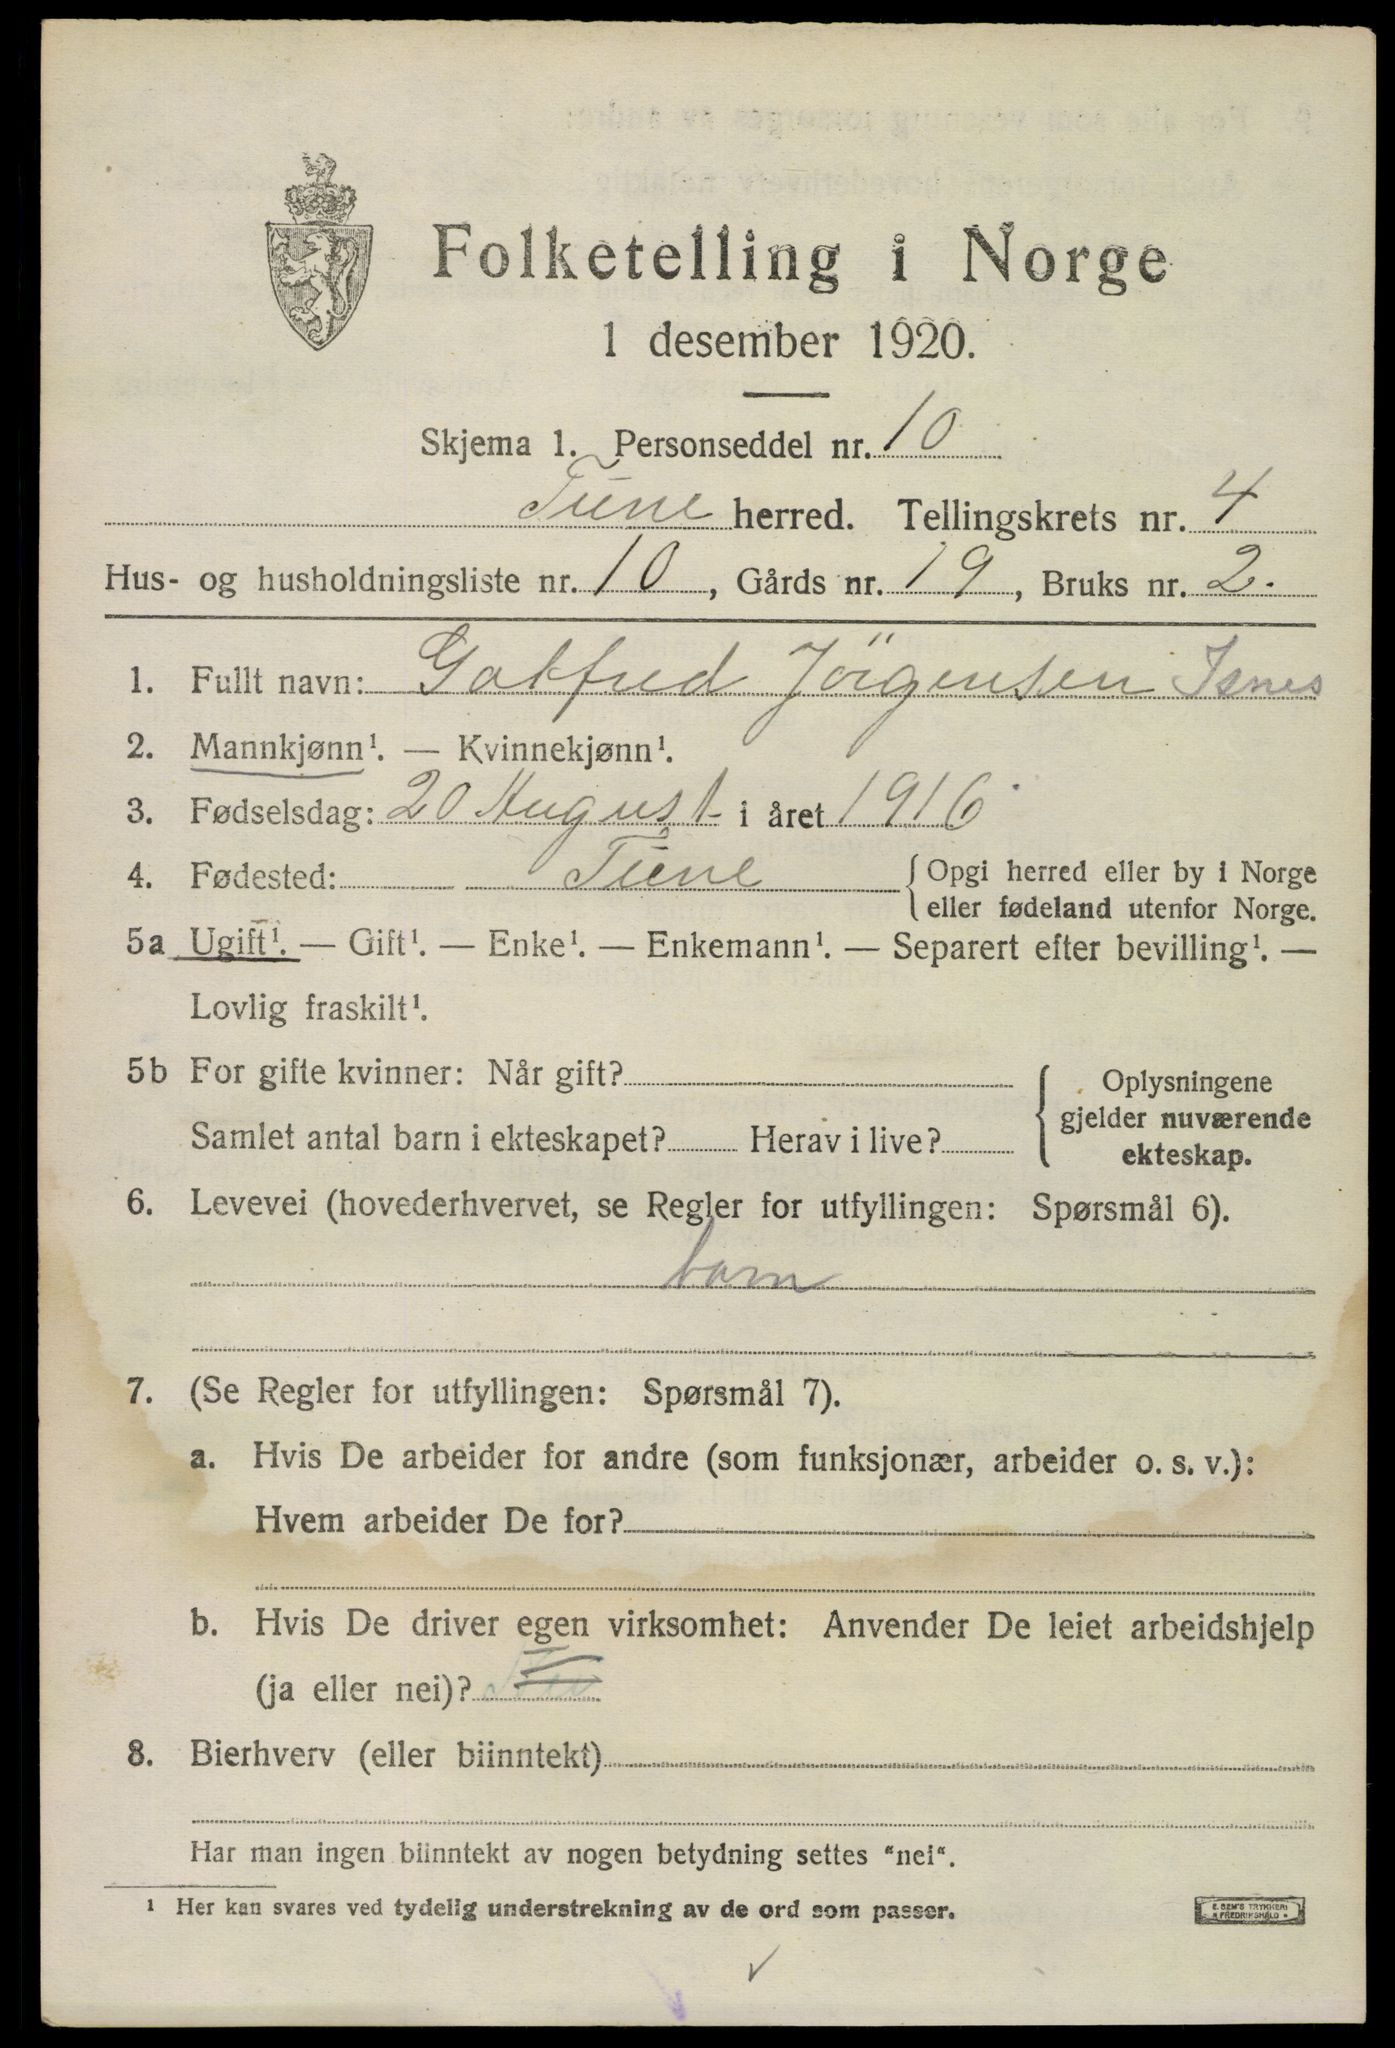 Folketelling i Norge
1 desember 1920.
Skjema 1. Personseddel nr. 10
Tune herred. Tellingskrets nr. 4
Hus- og husholdningsliste nr. 10, Gårds nr. 19, Bruks nr. 2.
1. Fullt navn: Gotfred Jörgensen Isnes
2. Mannkjønn¹. — Kvinnekjønn¹.
3. Fødselsdag: 20 August i året 1916
4. Fødested: Tune {Opgi herred eller by i Norge
eller fødeland utenfor Norge.
5a Ugift¹. — Gift¹. — Enke¹. — Enkemann¹. — Separert efter bevilling¹. —
Lovlig fraskilt¹.
5b For gifte kvinner: Når gift?
Samlet antal barn i ekteskapet? Herav i live?
{Oplysningene
gjelder nuværende
ekteskap.
6. Levevei (hovederhvervet, se Regler for utfyllingen: Spørsmål 6).
barn
7. (Se Regler for utfyllingen: Spørsmål 7).
a. Hvis De arbeider for andre (som funksjonær, arbeider o. s. v.):
Hvem arbeider De for?
b. Hvis De driver egen virksomhet: Anvender De leiet arbeidshjelp
(ja eller nei)?
8. Bierhverv (eller biinntekt)
Har man ingen biinntekt av nogen betydning settes "nei".
¹ Her kan svares ved tydelig understrekning av de ord som passer.
E. SEM'S TRYKKERI
FREDRIKSHALD